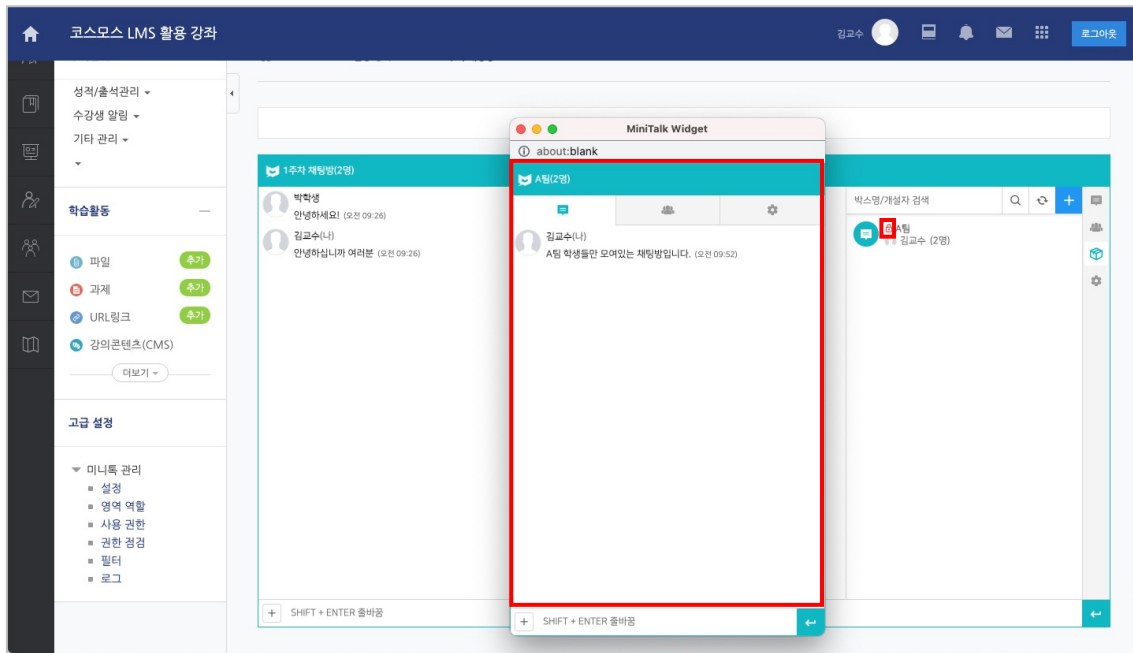 코스모스 LMS 활용 강좌
김교수
로그아웃
성적/출석관리
수강생 알림
기타 관리
학습활동
파일
추가
과제
추가
URL링크
추가
강의콘텐츠(CMS)
더보기
고급 설정
미니톡 관리
설정
영역 역할
사용 권한
권한 점검
필터
로그
1주차 채팅방(2명)
박학생
안녕하세요! (오전 09:26)
김교수(나)
안녕하십니까 여러분 (오전 09:26)
SHIFT + ENTER 줄바꿈
MiniTalk Widget
about:blank
A팀(2명)
김교수(나)
A팀 학생들만 모여있는 채팅방입니다. (오전 09:52)
SHIFT + ENTER 줄바꿈
박스명/개설자 검색
A팀
김교수 (2명)